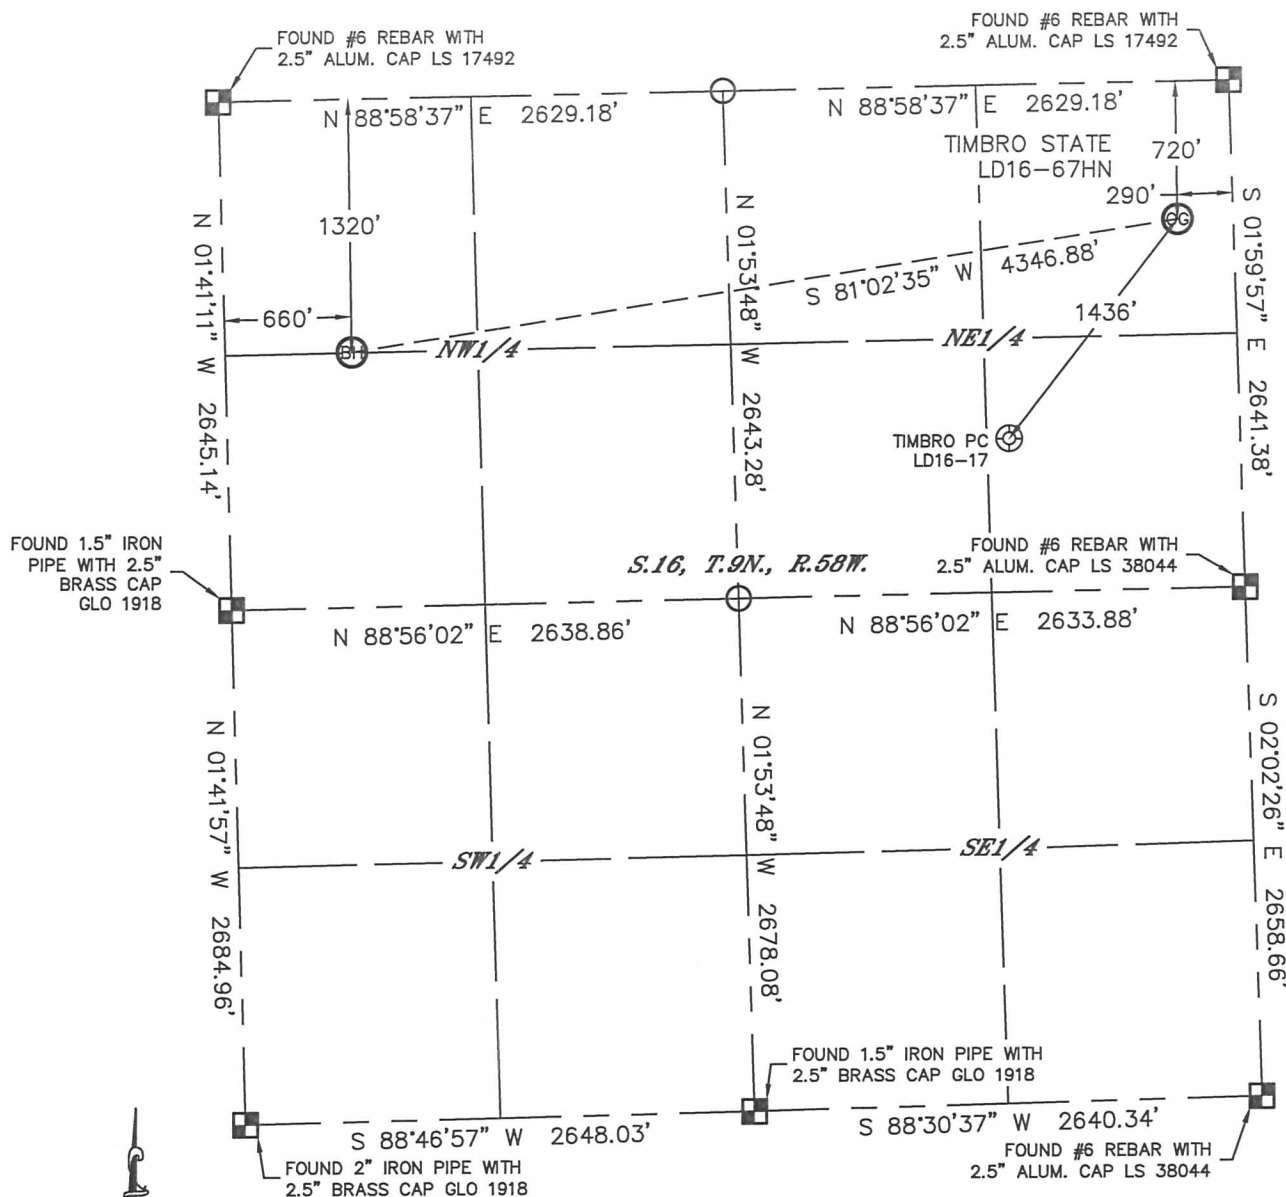 FOUND #6 REBAR WITH
2.5" ALUM. CAP LS 17492
FOUND #6 REBAR WITH
2.5" ALUM. CAP LS 17492
N 88°58'37" E 2629.18'
N 88°58'37" E 2629.18'
TIMBRO STATE
LD16-67HN
720'
290'
1320'
660'
N 01°41'11" W 2645.14'
N 01°53'48" W 2643.28'
S 01°59'57" E 2641.38'
S 81°02'35" W 4346.88'
1436'
BH
NW1/4
NE1/4
TIMBRO PC
LD16-17
FOUND 1.5" IRON
PIPE WITH 2.5"
BRASS CAP
GLO 1918
S.16, T.9N., R.58W.
FOUND #6 REBAR WITH
2.5" ALUM. CAP LS 38044
N 88°56'02" E 2638.86'
N 88°56'02" E 2633.88'
N 01°41'57" W 2684.96'
N 01°53'48" W 2678.08'
S 02°02'26" E 2658.66'
SW1/4
SE1/4
FOUND 1.5" IRON PIPE WITH
2.5" BRASS CAP GLO 1918
S 88°46'57" W 2648.03'
S 88°30'37" W 2640.34'
FOUND 2" IRON PIPE WITH
2.5" BRASS CAP GLO 1918
FOUND #6 REBAR WITH
2.5" ALUM. CAP LS 38044